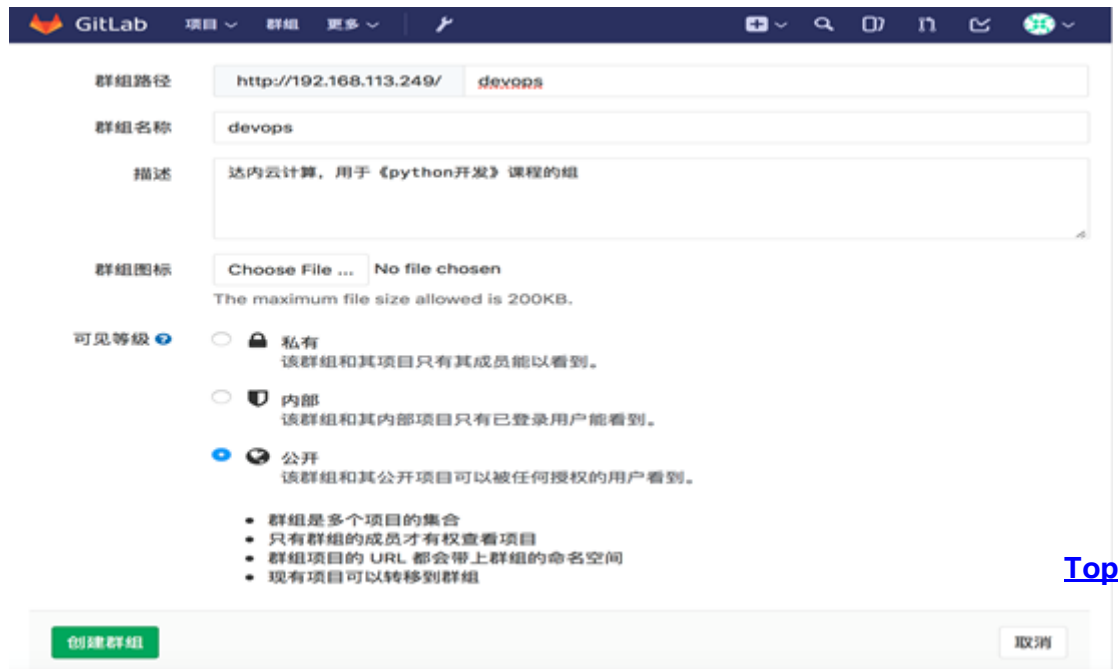 GitLab 项目 群组 更多
群组路径 http://192.168.113.249/ devops
群组名称 devops
描述 达内云计算，用于《python开发》课程的组
群组图标 Choose File ... No file chosen
The maximum file size allowed is 200KB.
可见等级 私有
该群组和其项目只有其成员能以看到。
内部
该群组和其内部项目只有已登录用户能看到。
公开
该群组和其公开项目可以被任何授权的用户看到。
• 群组是多个项目的集合
• 只有群组的成员才有权查看项目
• 群组项目的 URL 都会带上群组的命名空间
• 现有项目可以转移到群组
Top
创建群组 取消